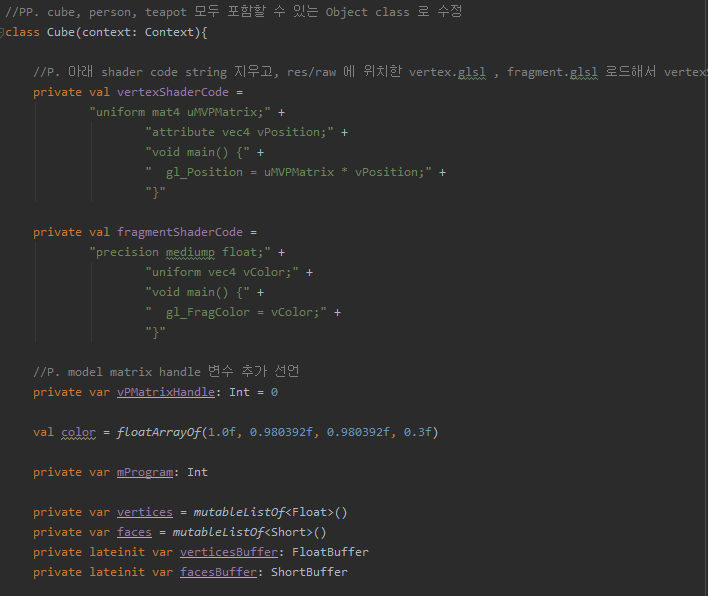 //PP. cube, person, teapot 모두 포함할 수 있는 Object class 로 수정
class Cube(context: Context){
//P. 아래 shader code string 지우고, res/raw 에 위치한 vertex.glsl , fragment.glsl 로드해서 vertexS
private val vertexShaderCode =
"uniform mat4 uMVPMatrix;" +
"attribute vec4 vPosition;" +
"void main() {" +
"  gl_Position = uMVPMatrix * vPosition;" +
"}"
private val fragmentShaderCode =
"precision mediump float;" +
"uniform vec4 vColor;" +
"void main() {" +
"  gl_FragColor = vColor;" +
"}"
//P. model matrix handle 변수 추가 선언
private var vPMatrixHandle: Int = 0
val color = floatArrayOf(1.0f, 0.980392f, 0.980392f, 0.3f)
private var mProgram: Int
private var vertices = mutableListOf<Float>()
private var faces = mutableListOf<Short>()
private lateinit var verticesBuffer: FloatBuffer
private lateinit var facesBuffer: ShortBuffer